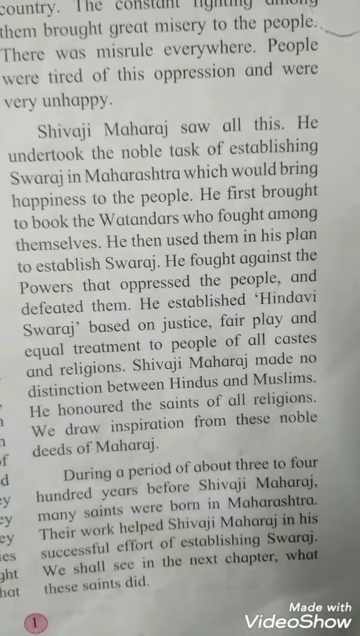 country. The constant fighting among
them brought great misery to the people.
There was misrule everywhere. People
were tired of this oppression and were
very unhappy.
Shivaji Maharaj saw all this. He
undertook the noble task of establishing
Swaraj in Maharashtra which would bring
happiness to the people. He first brought
to book the Watandars who fought among
themselves. He then used them in his plan
to establish Swaraj. He fought against the
Powers that oppressed the people, and
defeated them. He established ‘Hindavi
Swaraj’ based on justice, fair play and
equal treatment to people of all castes
and religions. Shivaji Maharaj made no
distinction between Hindus and Muslims.
He honoured the saints of all religions.
We draw inspiration from these noble
deeds of Maharaj.
During a period of about three to four
hundred years before Shivaji Maharaj,
many saints were born in Maharashtra.
Their work helped Shivaji Maharaj in his
successful effort of establishing Swaraj.
We shall see in the next chapter, what
these saints did.
1
Made with
VideoShow